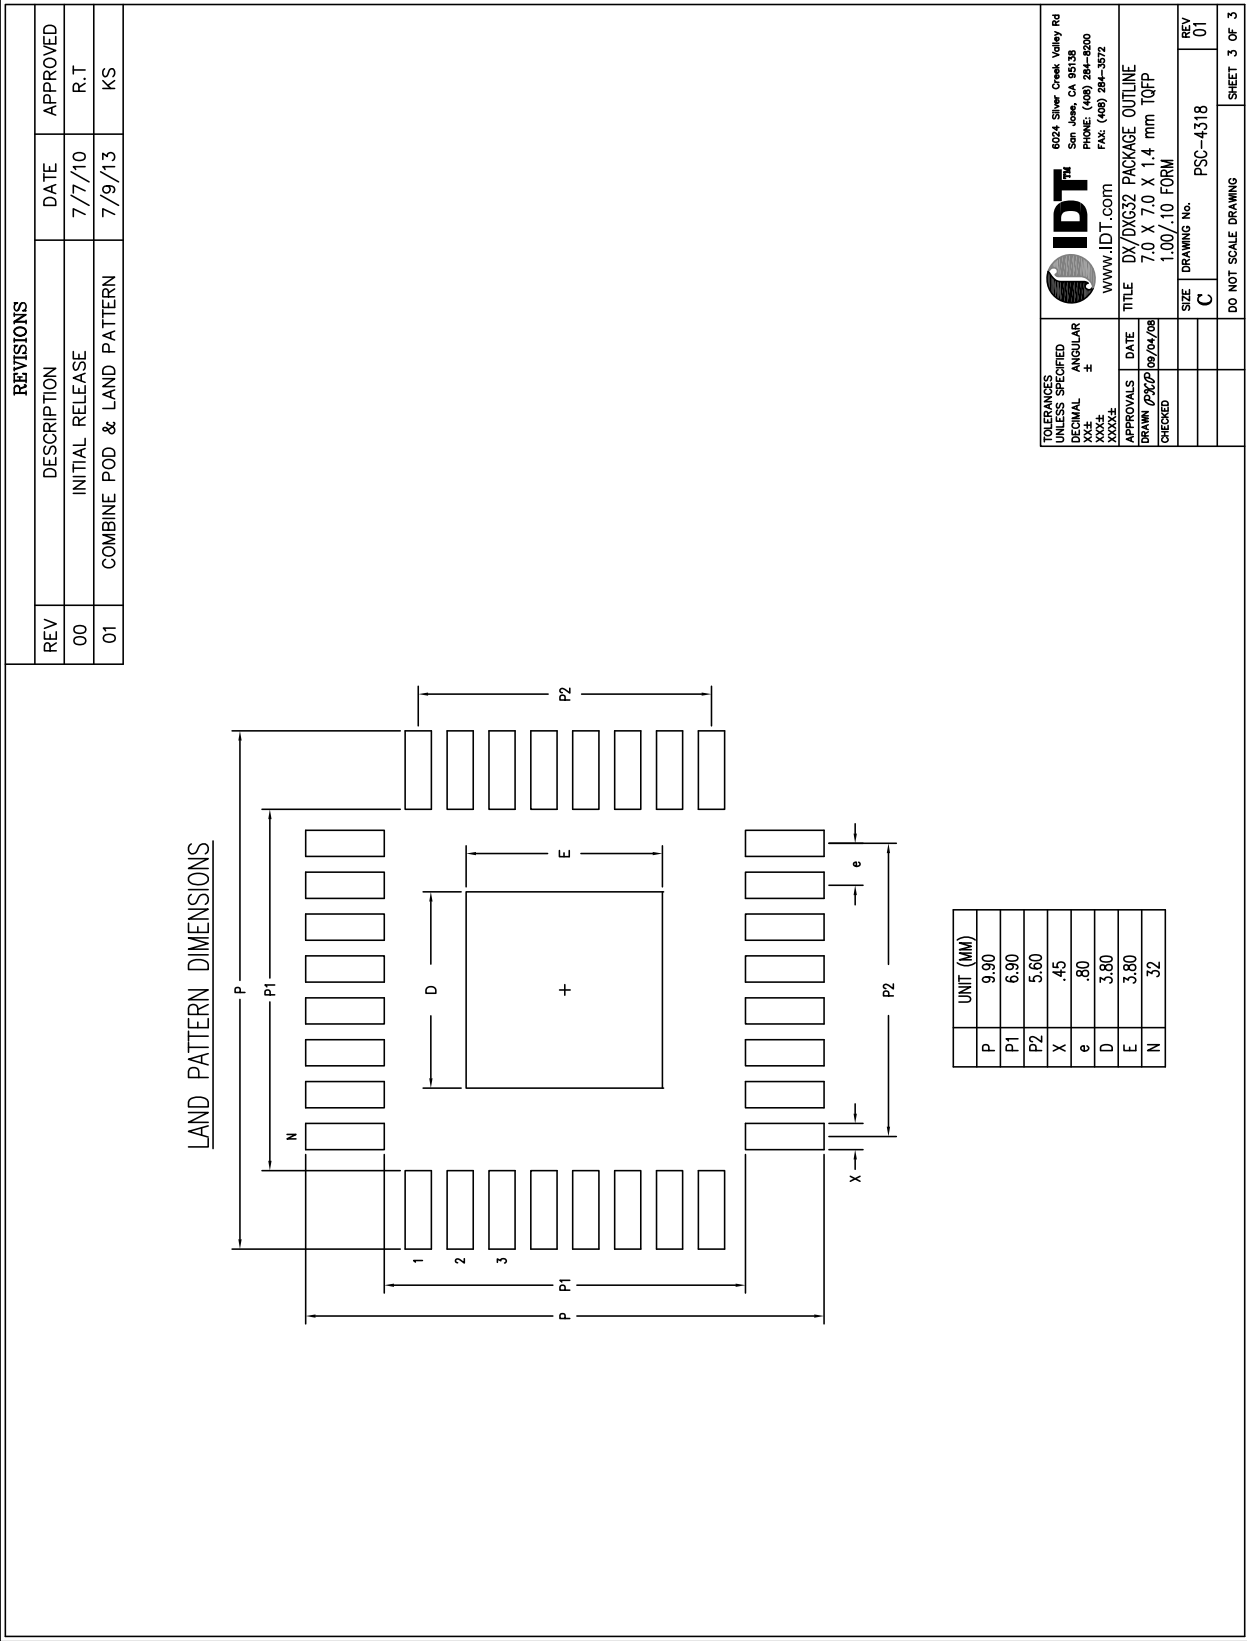 REVISIONS
REV DESCRIPTION DATE APPROVED
00 INITIAL RELEASE 7/7/10 R.T
01 COMBINE POD & LAND PATTERN 7/9/13 KS
LAND PATTERN DIMENSIONS
P
P1
N
D
E
P2
1
2
3
P1
P
X
e
P2
UNIT (MM)
P 9.90
P1 6.90
P2 5.60
X .45
e .80
D 3.80
E 3.80
N 32
TOLERANCES
UNLESS SPECIFIED
DECIMAL ANGULAR
XX± ±
XXX±
XXXX±
APPROVALS DATE
DRAWN 09/04/08
CHECKED
IDT™
www.IDT.com
6024 Silver Creek Valley Rd
San Jose, CA 95138
PHONE: (408) 284-8200
FAX: (408) 284-3572
TITLE DX/DXG32 PACKAGE OUTLINE
7.0 X 7.0 X 1.4 mm TQFP
1.00/.10 FORM
SIZE DRAWING No. REV
C PSC-4318 01
DO NOT SCALE DRAWING SHEET 3 OF 3